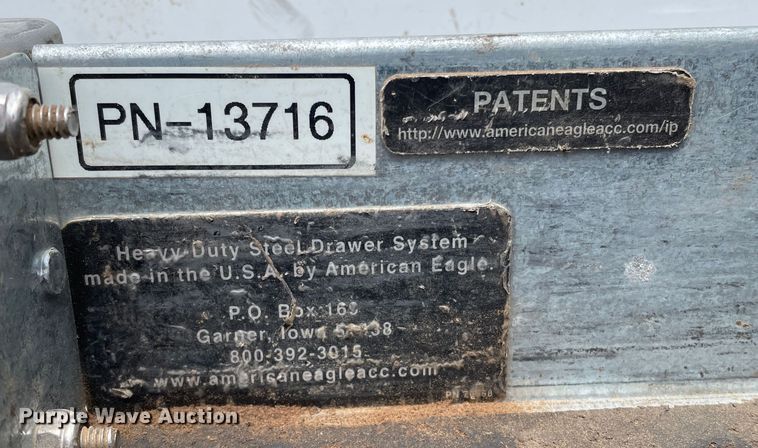 PN-13716
PATENTS
http://www.americaneagleacc.com/ip
Heavy Duty Steel Drawer System
made in the U.S.A. by American Eagle.
P.O. Box
Garner, Iowa
800-392-3015
www.americaneagleacc.com
Purple Wave Auction